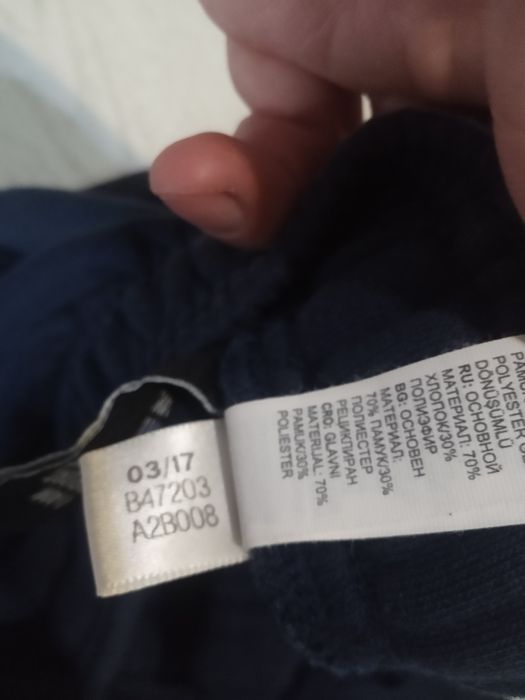 03/17
B47203
A2B008
POLYESTER
DÖNÜŞÜMLÜ
RU: ОСНОВНОЙ
МАТЕРИАЛ: 70%
ХЛОПОК/30%
ПОЛИЭФИР
BG: ОСНОВЕН
МАТЕРИАЛ:
70% ПАМУК/30%
ПОЛИЕСТЕР
РЕЦИКЛИРАН
CRO: GLAVNI
MATERIJAL: 70%
PAMUK/30%
POLIESTER